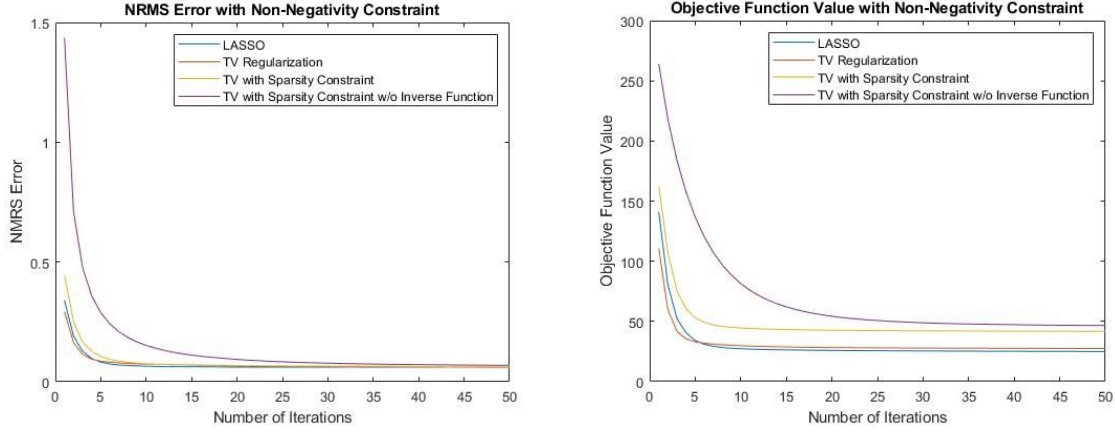 NRMS Error with Non-Negativity Constraint
1.5
1
0.5
0
NMRS Error
LASSO
TV Regularization
TV with Sparsity Constraint
TV with Sparsity Constraint w/o Inverse Function
0 5 10 15 20 25 30 35 40 45 50
Number of Iterations
Objective Function Value with Non-Negativity Constraint
300
250
200
150
100
50
0
Objective Function Value
LASSO
TV Regularization
TV with Sparsity Constraint
TV with Sparsity Constraint w/o Inverse Function
0 5 10 15 20 25 30 35 40 45 50
Number of Iterations